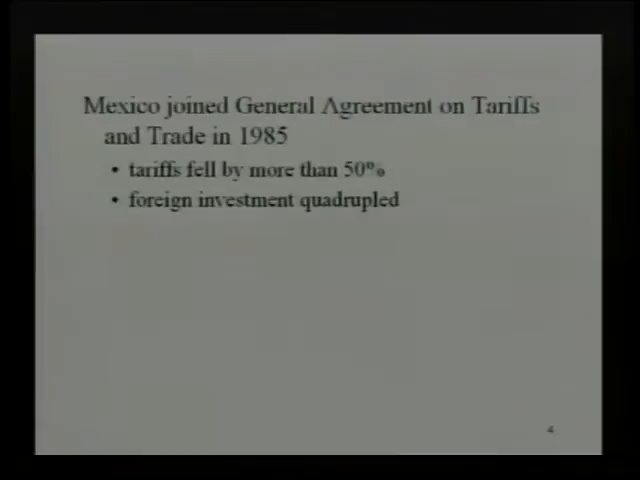 Mexico joined General Agreement on Tariffs
and Trade in 1985
• tariffs fell by more than 50%
• foreign investment quadrupled
4